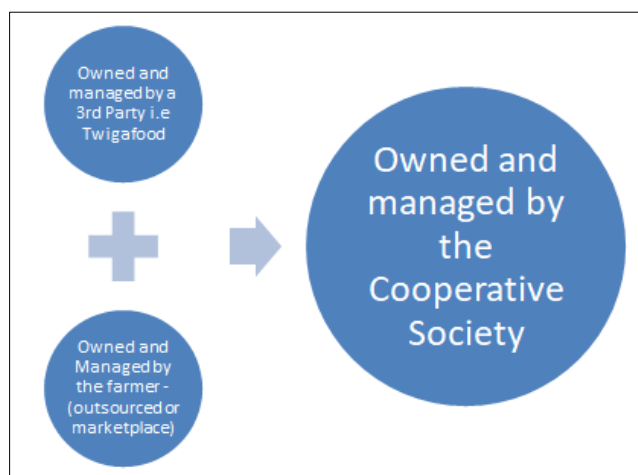 Owned and
managed by a
3rd Party i.e
Twigafood
Owned and
Managed by
the farmer -
(outsourced or
marketplace)
Owned and
managed by
the
Cooperative
Society